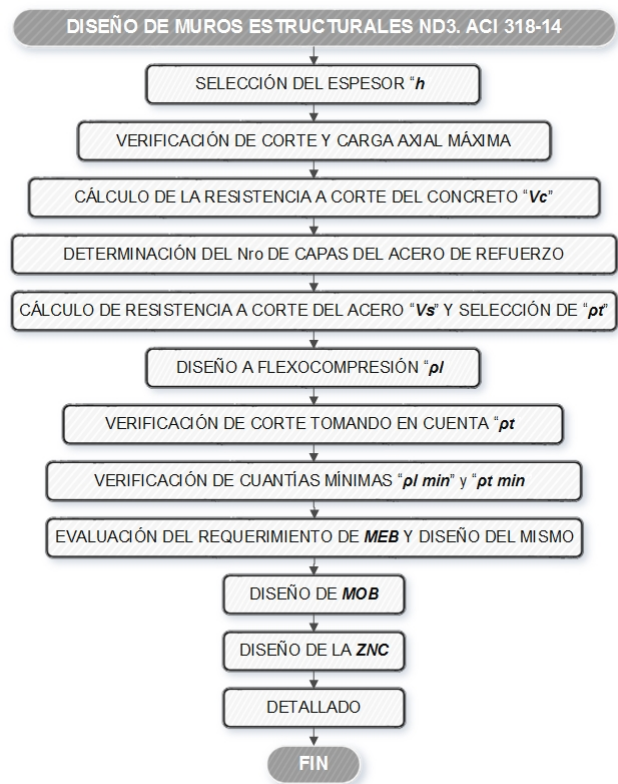 DISEÑO DE MUROS ESTRUCTURALES ND3. ACI 318-14
SELECCIÓN DEL ESPESOR “h
VERIFICACIÓN DE CORTE Y CARGA AXIAL MÁXIMA
CÁLCULO DE LA RESISTENCIA A CORTE DEL CONCRETO “Vc”
DETERMINACIÓN DEL Nro DE CAPAS DEL ACERO DE REFUERZO
CÁLCULO DE RESISTENCIA A CORTE DEL ACERO “Vs” Y SELECCIÓN DE “ρt”
DISEÑO A FLEXOCOMPRESIÓN “ρl
VERIFICACIÓN DE CORTE TOMANDO EN CUENTA “ρt
VERIFICACIÓN DE CUANTÍAS MÍNIMAS “ρl min” y “ρt min
EVALUACIÓN DEL REQUERIMIENTO DE MEB Y DISEÑO DEL MISMO
DISEÑO DE MOB
DISEÑO DE LA ZNC
DETALLADO
FIN